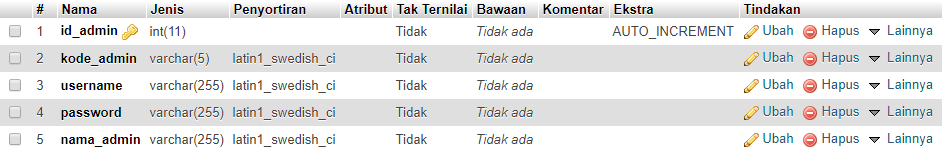 # Nama Jenis Penyortiran Atribut Tak Ternilai Bawaan Komentar Ekstra Tindakan
1 id_admin int(11) Tidak Tidak ada AUTO_INCREMENT Ubah Hapus Lainnya
2 kode_admin varchar(5) latin1_swedish_ci Tidak Tidak ada Ubah Hapus Lainnya
3 username varchar(255) latin1_swedish_ci Tidak Tidak ada Ubah Hapus Lainnya
4 password varchar(255) latin1_swedish_ci Tidak Tidak ada Ubah Hapus Lainnya
5 nama_admin varchar(255) latin1_swedish_ci Tidak Tidak ada Ubah Hapus Lainnya